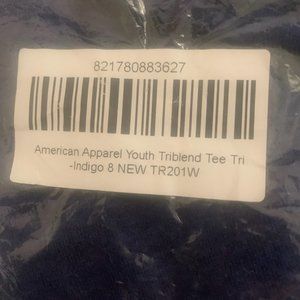 821780883627
American Apparel Youth Triblend Tee Tri
-Indigo 8 NEW TR201W